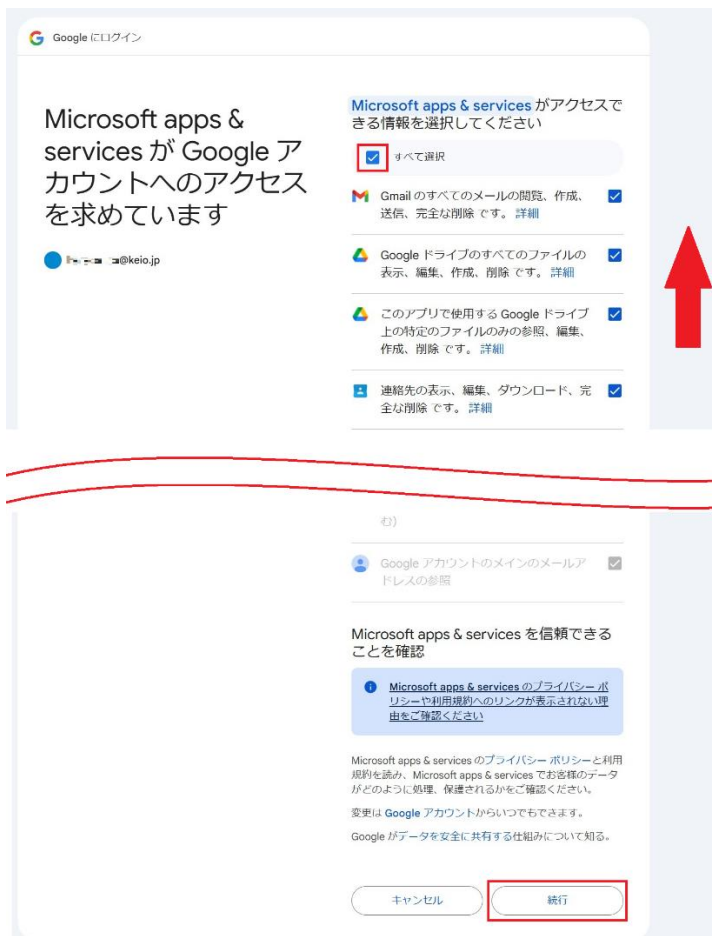 Google にログイン
Microsoft apps &
services が Google ア
カウントへのアクセス
を求めています
@keio.jp
Microsoft apps & services がアクセスで
きる情報を選択してください
すべて選択
Gmail のすべてのメールの閲覧、作成、
送信、完全な削除 です。 詳細
Google ドライブのすべてのファイルの
表示、編集、作成、削除 です。 詳細
このアプリで使用する Google ドライブ
上の特定のファイルのみの参照、編集、
作成、削除 です。 詳細
連絡先の表示、編集、ダウンロード、完
全な削除 です。 詳細
む)
Google アカウントのメインのメールア
ドレスの参照
Microsoft apps & services を信頼できる
ことを確認
Microsoft apps & services のプライバシー ポ
リシーや利用規約へのリンクが表示されない理
由をご確認ください
Microsoft apps & services のプライバシー ポリシーと利用
規約を読み、Microsoft apps & services でお客様のデータ
がどのように処理、保護されるかをご確認ください。
変更は Google アカウントからいつでもできます。
Google がデータを安全に共有する仕組みについて知る。
キャンセル
続行